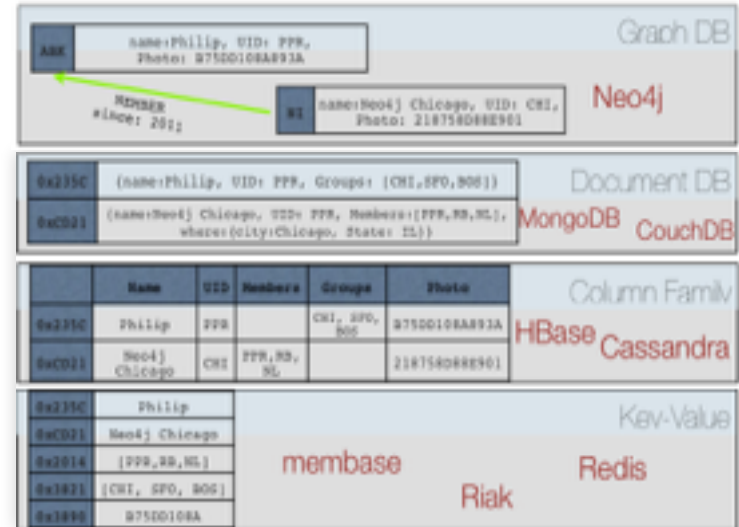 Graph DB
name:Philip, UID: PPR,
Photo: B75DD108A893A
MEMBER
since: 201
NI
name:Neo4j Chicago, UID: CHI,
Photo: 218758D88E901
Neo4j
Document DB
0x235C {name:Philip, UID: PPR, Groups: [CHI,SFO,BOS]}
0xCD21 {name:Neo4j Chicago, UID: PPR, Members:[PPR,RB,NL],
where:{city:Chicago, State: IL}}
MongoDB CouchDB
Column Family
Name UID Members Groups Photo
0x235C Philip PPR CHI, SFO, BOS B75DD108A893A
0xCD21 Neo4j Chicago CHI PPR,RB, NL 218758D88E901
HBase Cassandra
Key-Value
0x235C Philip
0xCD21 Neo4j Chicago
0x2014 [PPR,RB,NL]
0x3821 [CHI, SFO, BOS]
0x3890 B75DD108A
membase Riak Redis